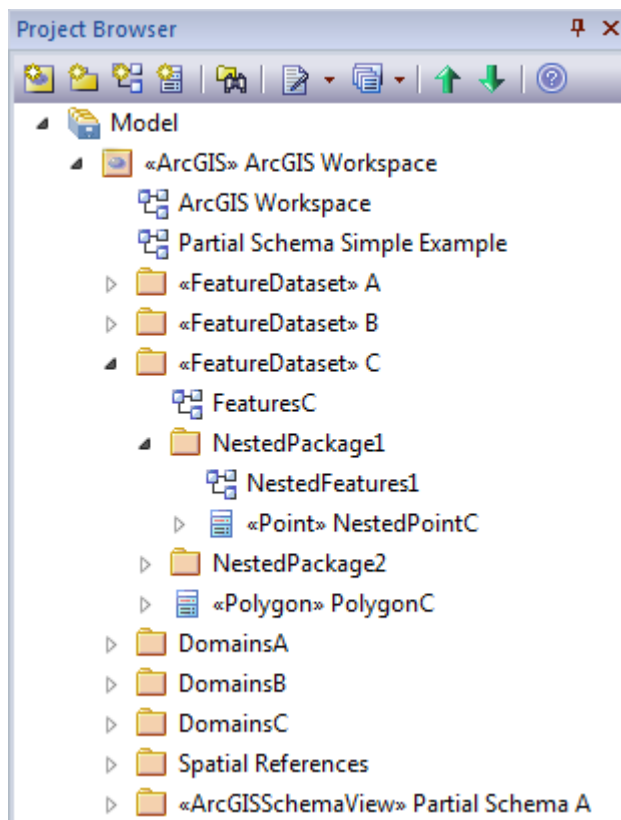 Project Browser
Model
«ArcGIS» ArcGIS Workspace
ArcGIS Workspace
Partial Schema Simple Example
«FeatureDataset» A
«FeatureDataset» B
«FeatureDataset» C
FeaturesC
NestedPackage1
NestedFeatures1
«Point» NestedPointC
NestedPackage2
«Polygon» PolygonC
DomainsA
DomainsB
DomainsC
Spatial References
«ArcGISSchemaView» Partial Schema A